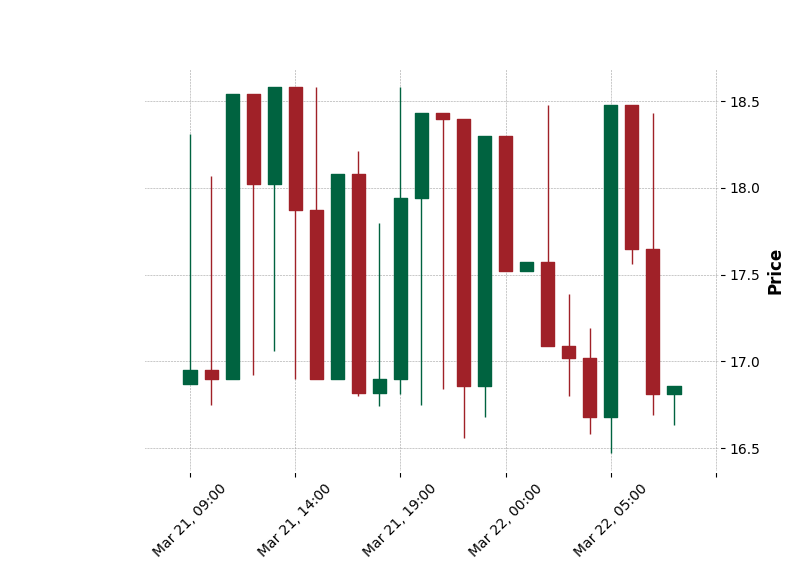 18.5
18.0
17.5
17.0
16.5
Price
Mar 21, 09:00
Mar 21, 14:00
Mar 21, 19:00
Mar 22, 00:00
Mar 22, 05:00